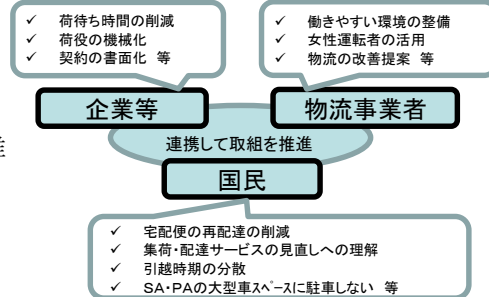 ✓ 荷待ち時間の削減
✓ 荷役の機械化
✓ 契約の書面化 等
✓ 働きやすい環境の整備
✓ 女性運転者の活用
✓ 物流の改善提案 等
企業等
物流事業者
連携して取組を推進
国民
✓ 宅配便の再配達の削減
✓ 集荷・配達サービスの見直しへの理解
✓ 引越時期の分散
✓ SA・PAの大型車スペースに駐車しない 等